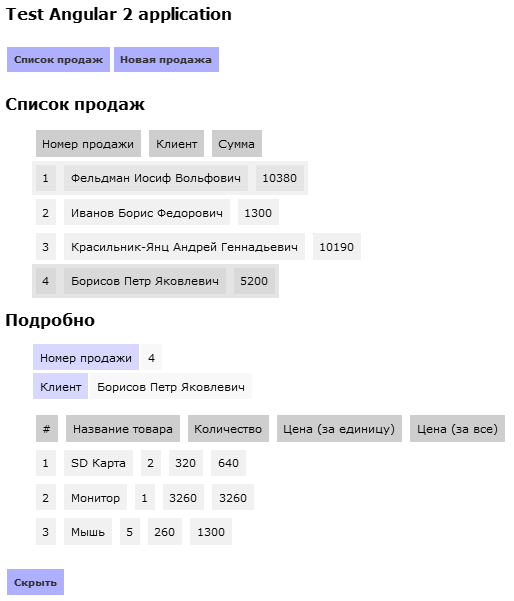 Test Angular 2 application
Список продаж Новая продажа
Список продаж
Номер продажи Клиент Сумма
1 Фельдман Иосиф Вольфович 10380
2 Иванов Борис Федорович 1300
3 Красильник-Янц Андрей Геннадьевич 10190
4 Борисов Петр Яковлевич 5200
Подробно
Номер продажи 4
Клиент Борисов Петр Яковлевич
# Название товара Количество Цена (за единицу) Цена (за все)
1 SD Карта 2 320 640
2 Монитор 1 3260 3260
3 Мышь 5 260 1300
Скрыть